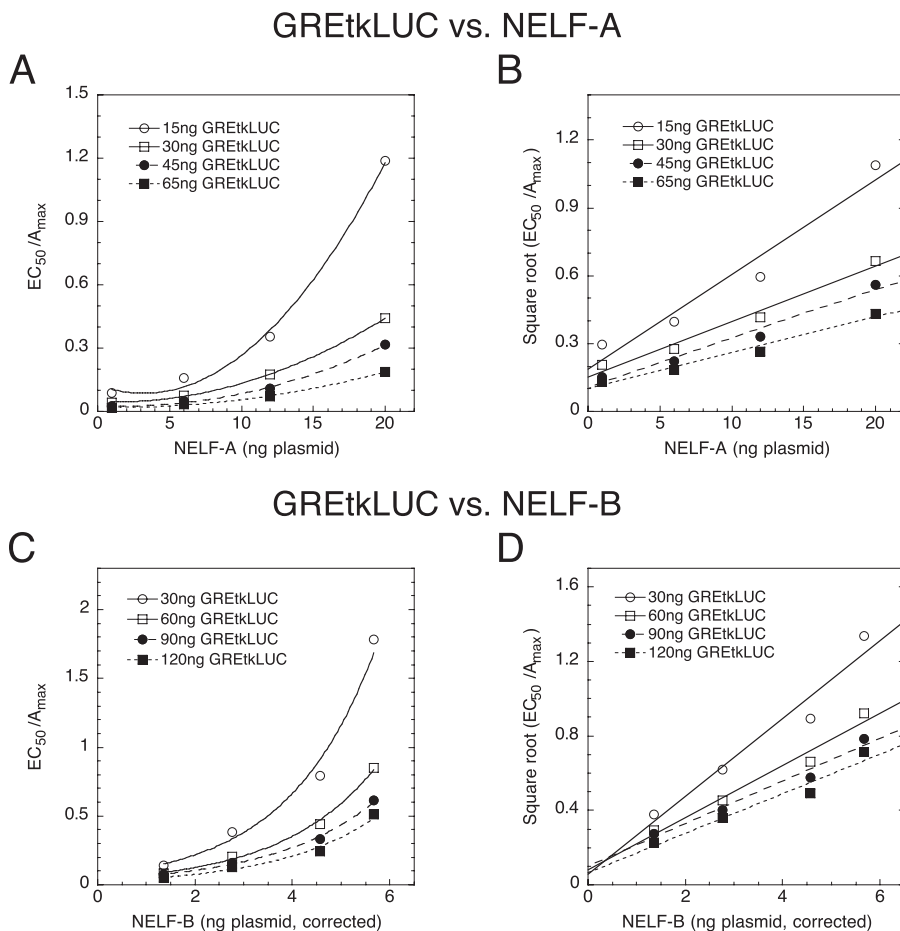 GREtkLUC vs. NELF-A
A
1.5
1.2
0.9
0.6
0.3
0
EC50 /Amax
15ng GREtkLUC
30ng GREtkLUC
45ng GREtkLUC
65ng GREtkLUC
0 5 10 15 20
NELF-A (ng plasmid)
B
1.2
0.9
0.6
0.3
0
Square root (EC50 /Amax)
15ng GREtkLUC
30ng GREtkLUC
45ng GREtkLUC
65ng GREtkLUC
0 5 10 15 20
NELF-A (ng plasmid)
GREtkLUC vs. NELF-B
C
2
1.5
1
0.5
0
EC50 /Amax
30ng GREtkLUC
60ng GREtkLUC
90ng GREtkLUC
120ng GREtkLUC
0 2 4 6
NELF-B (ng plasmid, corrected)
D
1.6
1.2
0.8
0.4
0
Square root (EC50 /Amax)
30ng GREtkLUC
60ng GREtkLUC
90ng GREtkLUC
120ng GREtkLUC
0 2 4 6
NELF-B (ng plasmid, corrected)